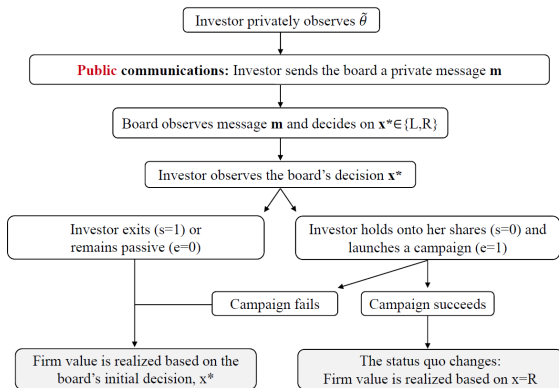 Investor privately observes θ̃
Public communications: Investor sends the board a private message m
Board observes message m and decides on x*∈{L,R}
Investor observes the board's decision x*
Investor exits (s=1) or
remains passive (e=0)
Investor holds onto her shares (s=0) and
launches a campaign (e=1)
Campaign fails
Campaign succeeds
Firm value is realized based on the
board's initial decision, x*
The status quo changes:
Firm value is realized based on x=R